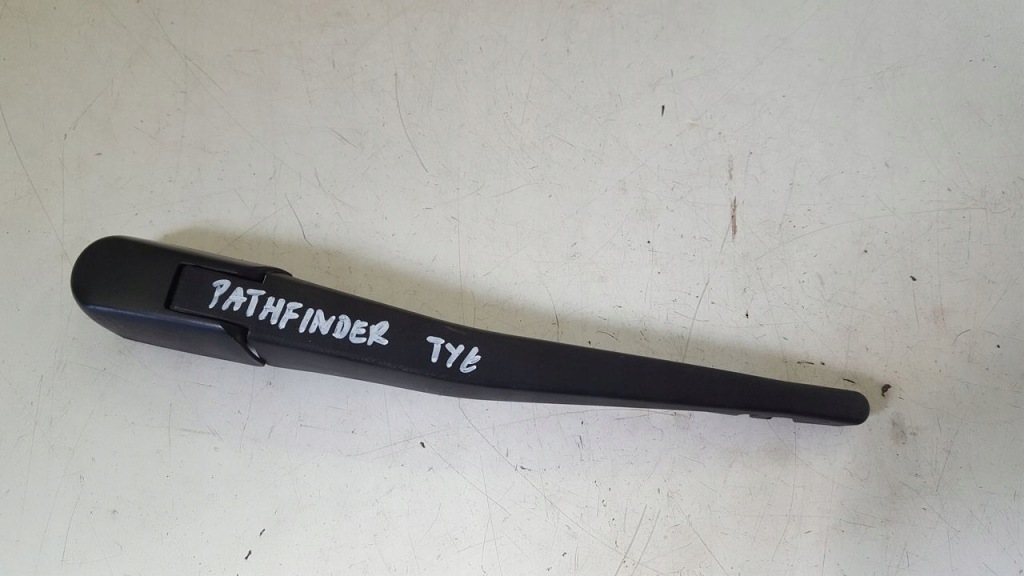 PATHFINDER TYŁ